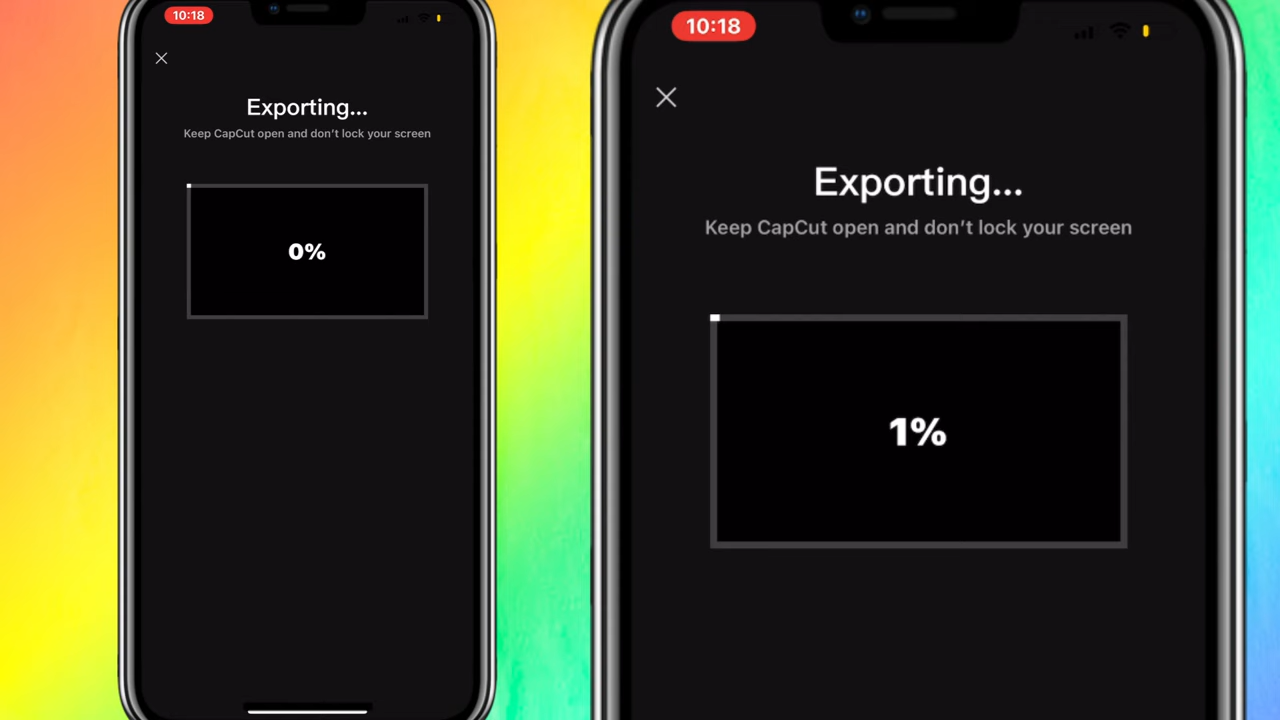 10:18
Exporting...
Keep CapCut open and don't lock your screen
0%
10:18
Exporting...
Keep CapCut open and don't lock your screen
1%